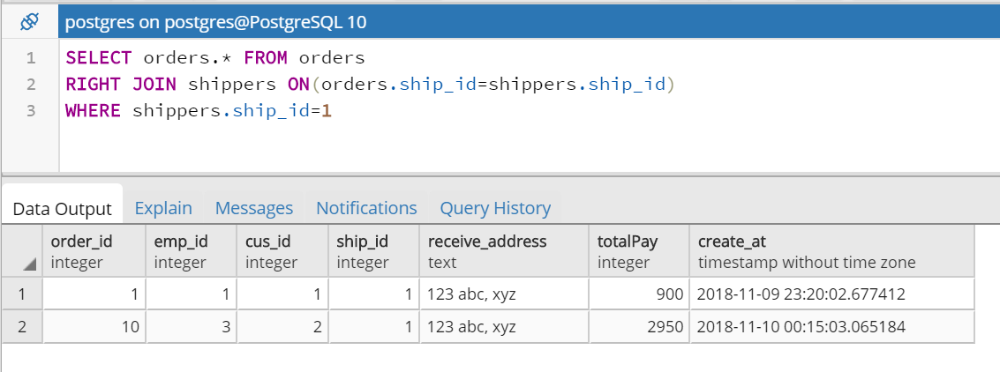 postgres on postgres@PostgreSQL 10
1 SELECT orders.* FROM orders
2 RIGHT JOIN shippers ON(orders.ship_id=shippers.ship_id)
3 WHERE shippers.ship_id=1
Data Output Explain Messages Notifications Query History
order_id emp_id cus_id ship_id receive_address totalPay create_at
integer integer integer integer text integer timestamp without time zone
1 1 1 1 1 123 abc, xyz 900 2018-11-09 23:20:02.677412
2 10 3 2 1 123 abc, xyz 2950 2018-11-10 00:15:03.065184